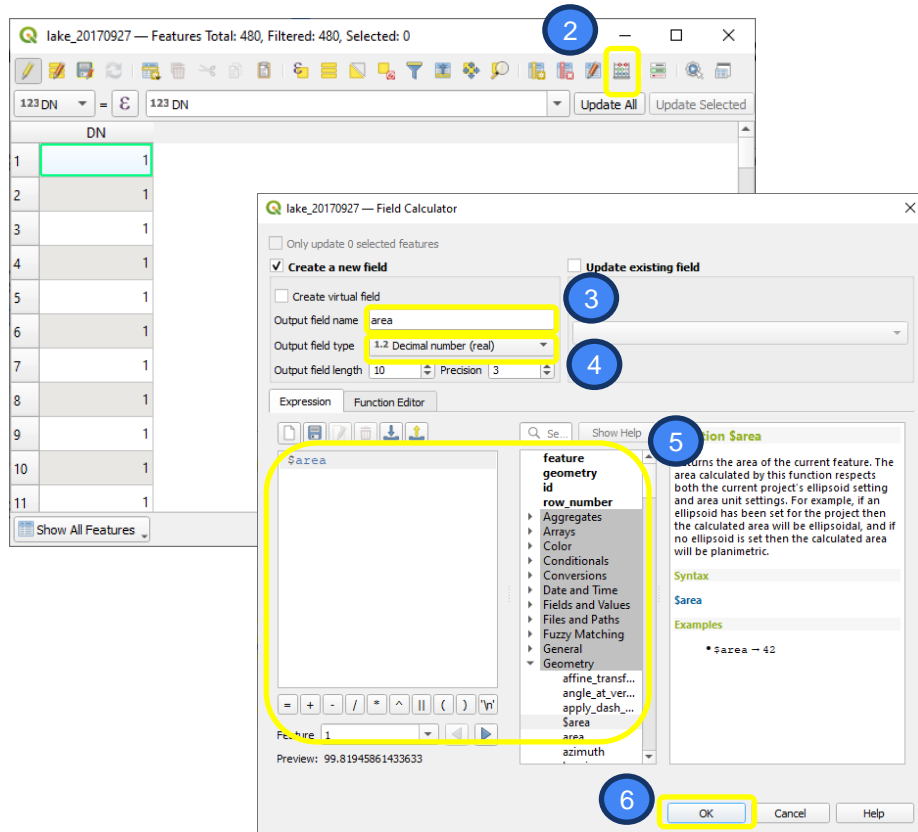 lake_20170927 — Features Total: 480, Filtered: 480, Selected: 0
2
123 DN = ε 123 DN Update All Update Selected
DN
1 1
2 1
3 1
4 1
5 1
6 1
7 1
8 1
9 1
10 1
11 1
Show All Features
lake_20170927 — Field Calculator
Only update 0 selected features
Create a new field
Update existing field
Create virtual field
3
Output field name area
Output field type 1.2 Decimal number (real)
4
Output field length 10 Precision 3
Expression Function Editor
$area
= + - / * ^ || ( ) '\n'
Feature 1
Preview: 99.81945861433633
Se... Show Help
5
feature
geometry
id
row_number
Aggregates
Arrays
Color
Conditionals
Conversions
Date and Time
Fields and Values
Files and Paths
Fuzzy Matching
General
Geometry
affine_transf...
angle_at_ver...
apply_dash_...
$area
area
azimuth
$area
the area of the current feature. The
area calculated by this function respects
both the current project's ellipsoid setting
and area unit settings. For example, if an
ellipsoid has been set for the project then
the calculated area will be ellipsoidal, and if
no ellipsoid is set then the calculated area
will be planimetric.
Syntax
$area
Examples
• $area → 42
6
OK Cancel Help